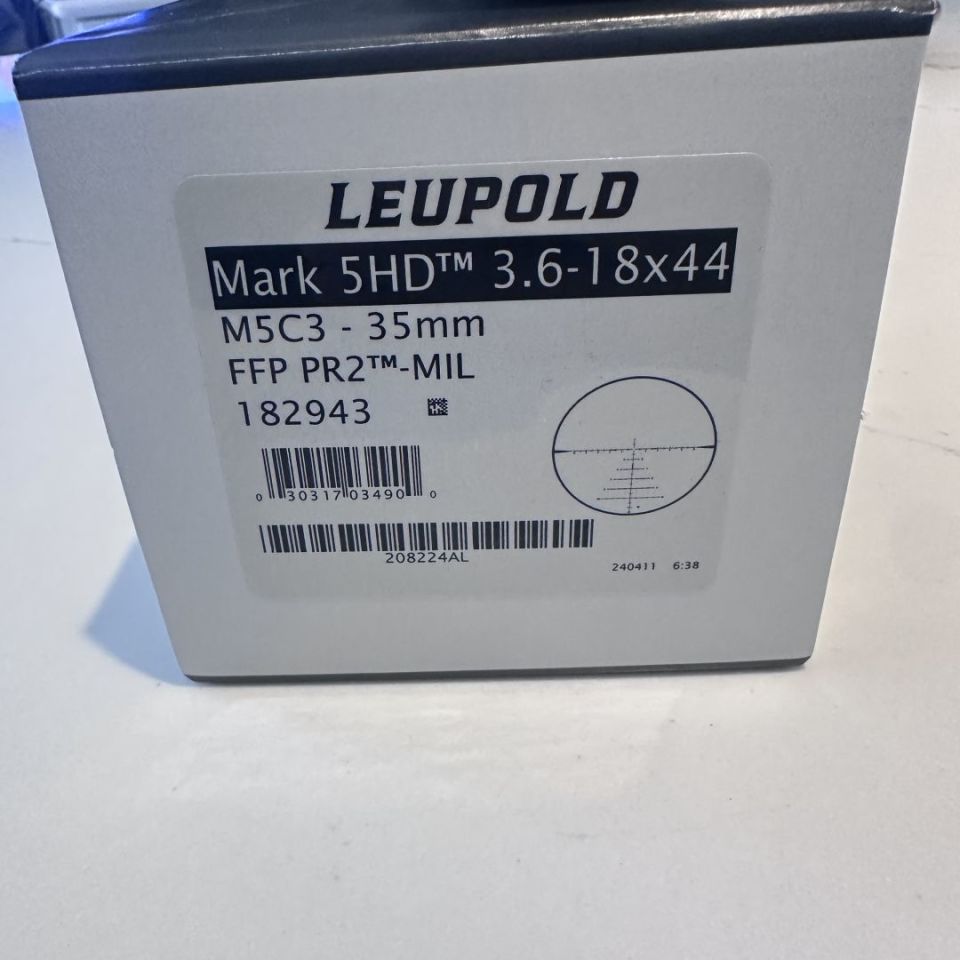 LEUPOLD
Mark 5HD™ 3.6-18x44
M5C3 - 35mm
FFP PR2™-MIL
182943
0 30317 03490 0
208224AL
240411 6:38